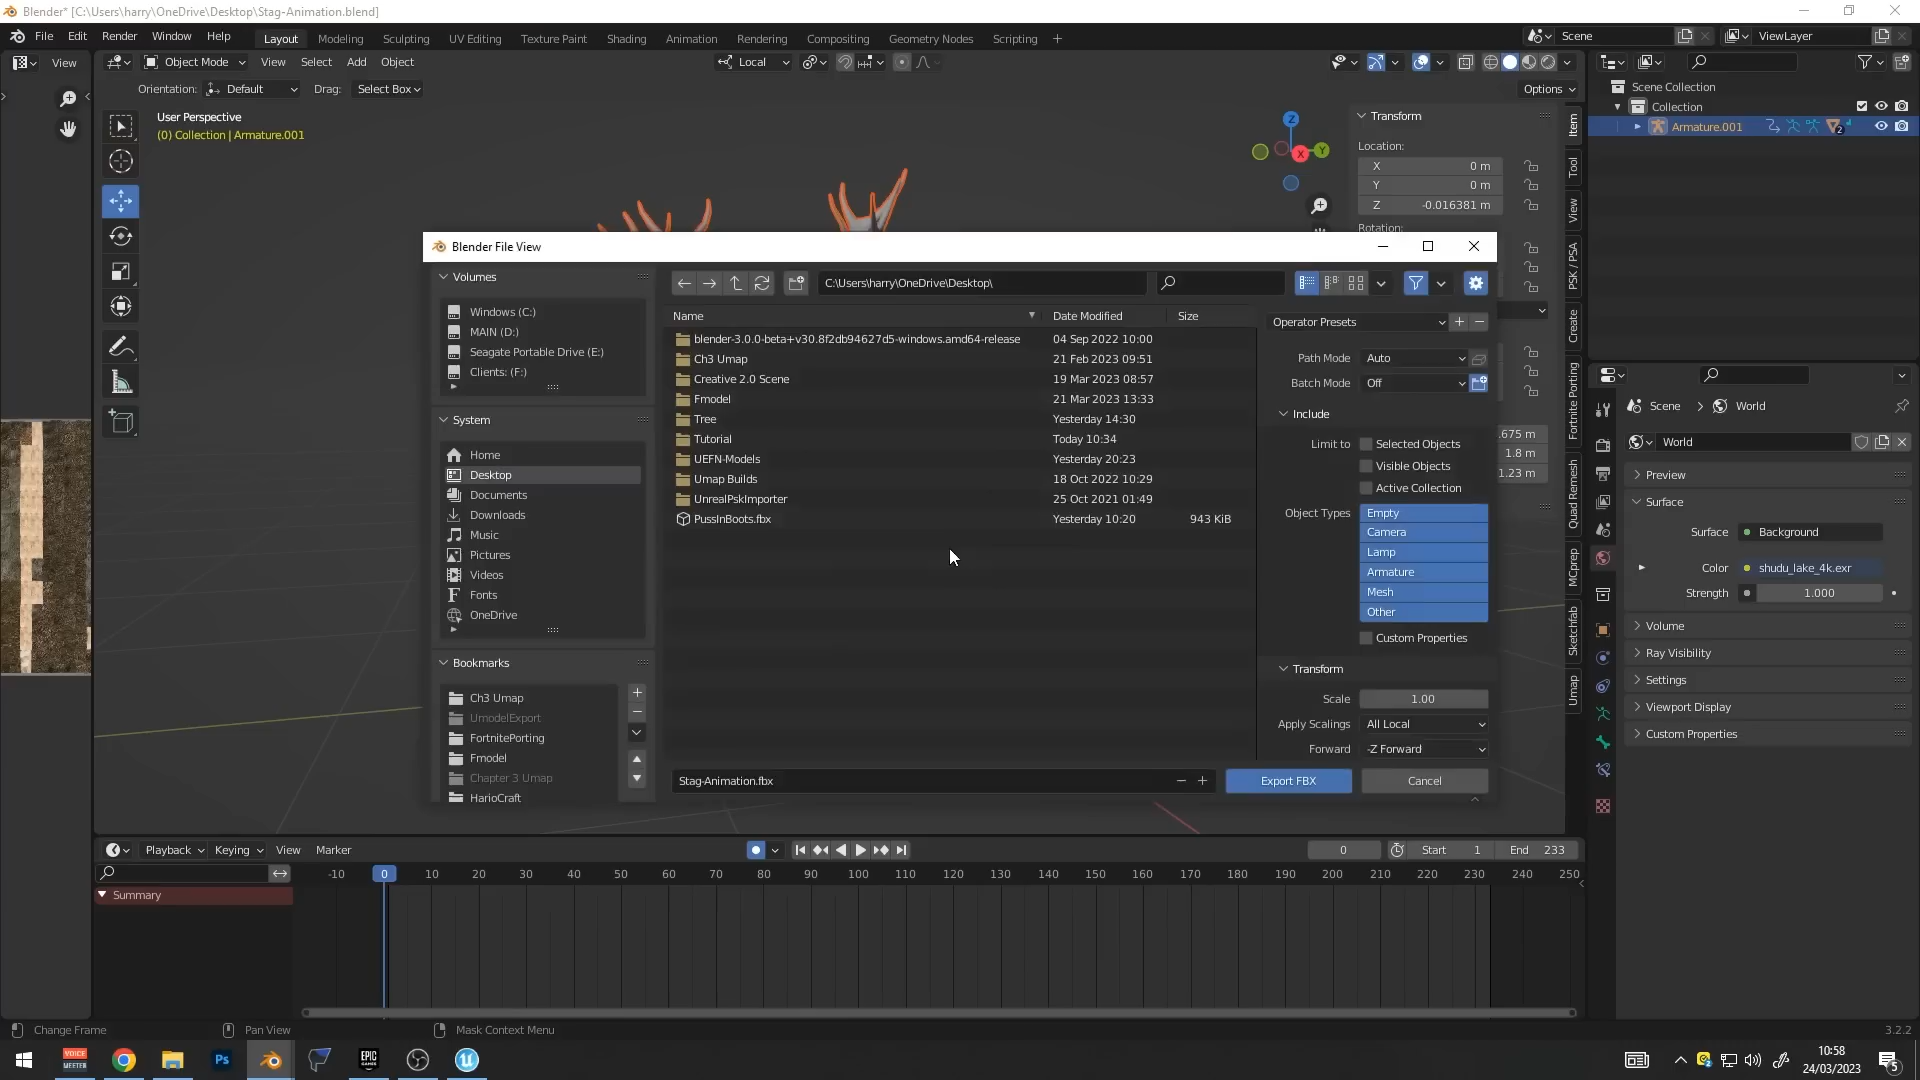 Blender* [C:\Users\harry\OneDrive\Desktop\Stag-Animation.blend]
File Edit Render Window Help Layout Modeling Sculpting UV Editing Texture Paint Shading Animation Rendering Compositing Geometry Nodes Scripting + Scene ViewLayer
View Object Mode View Select Add Object Local
Orientation: Default Drag: Select Box Options
User Perspective
(0) Collection | Armature.001
Z
X
Y
Transform
Location:
X 0 m
Y 0 m
Z -0.016381 m
Rotation:
.675 m
1.8 m
1.23 m
Item
Tool
View
PSK / PSA
Create
Fortnite Porting
Quad Remesh
MCprep
Sketchfab
Umap
Scene Collection
Collection
Armature.001
2
Scene > World
World
Preview
Surface
Surface Background
Color shudu_lake_4k.exr
Strength 1.000
Volume
Ray Visibility
Settings
Viewport Display
Custom Properties
Blender File View
Volumes
Windows (C:)
MAIN (D:)
Seagate Portable Drive (E:)
Clients: (F:)
System
Home
Desktop
Documents
Downloads
Music
Pictures
Videos
Fonts
OneDrive
Bookmarks
Ch3 Umap
UmodelExport
FortnitePorting
Fmodel
Chapter 3 Umap
HarioCraft
C:\Users\harry\OneDrive\Desktop\
Name Date Modified Size
blender-3.0.0-beta+v30.8f2db94627d5-windows.amd64-release 04 Sep 2022 10:00
Ch3 Umap 21 Feb 2023 09:51
Creative 2.0 Scene 19 Mar 2023 08:57
Fmodel 21 Mar 2023 13:33
Tree Yesterday 14:30
Tutorial Today 10:34
UEFN-Models Yesterday 20:23
Umap Builds 18 Oct 2022 10:29
UnrealPskImporter 25 Oct 2021 01:49
PussInBoots.fbx Yesterday 10:20 943 KiB
Operator Presets
Path Mode Auto
Batch Mode Off
Include
Limit to Selected Objects
Visible Objects
Active Collection
Object Types Empty
Camera
Lamp
Armature
Mesh
Other
Custom Properties
Transform
Scale 1.00
Apply Scalings All Local
Forward -Z Forward
Stag-Animation.fbx Export FBX Cancel
Playback Keying View Marker 0 Start 1 End 233
-10 0 10 20 30 40 50 60 70 80 90 100 110 120 130 140 150 160 170 180 190 200 210 220 230 240 250
Summary
Change Frame Pan View Mask Context Menu 3.2.2
VOICE
MEETER
Ps
EPIC
GAMES
10:58
24/03/2023
5